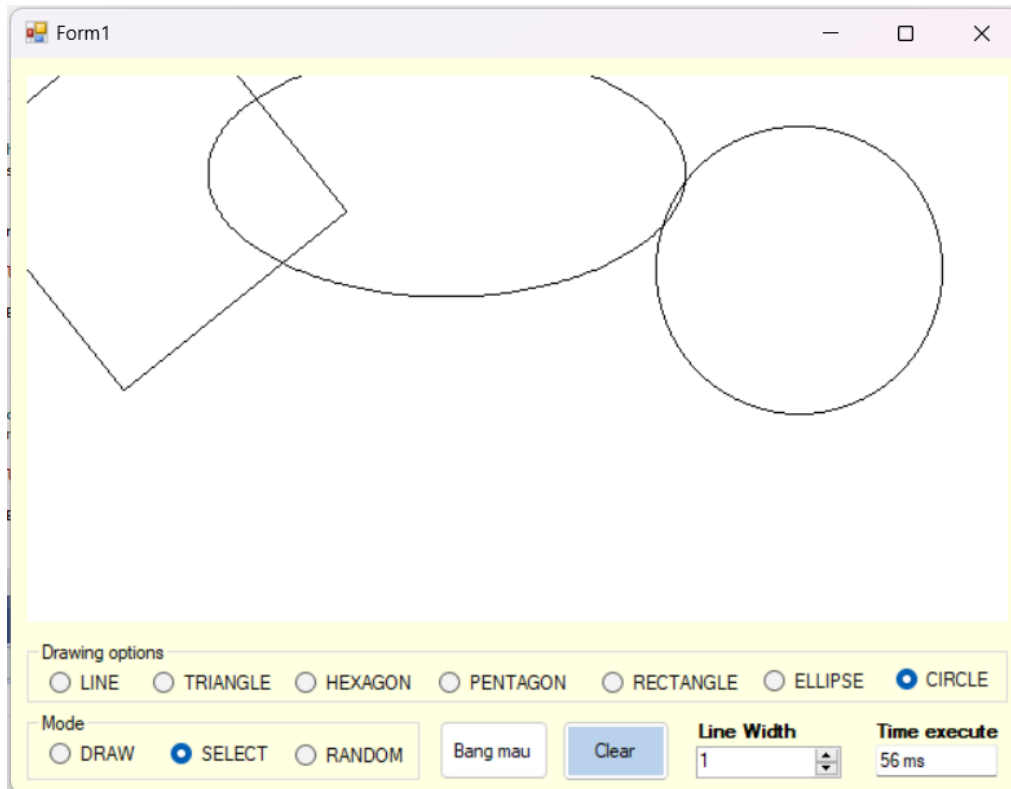 Form1
Drawing options
LINE TRIANGLE HEXAGON PENTAGON RECTANGLE ELLIPSE CIRCLE
Mode
DRAW SELECT RANDOM
Bang mau
Clear
Line Width
1
Time execute
56 ms